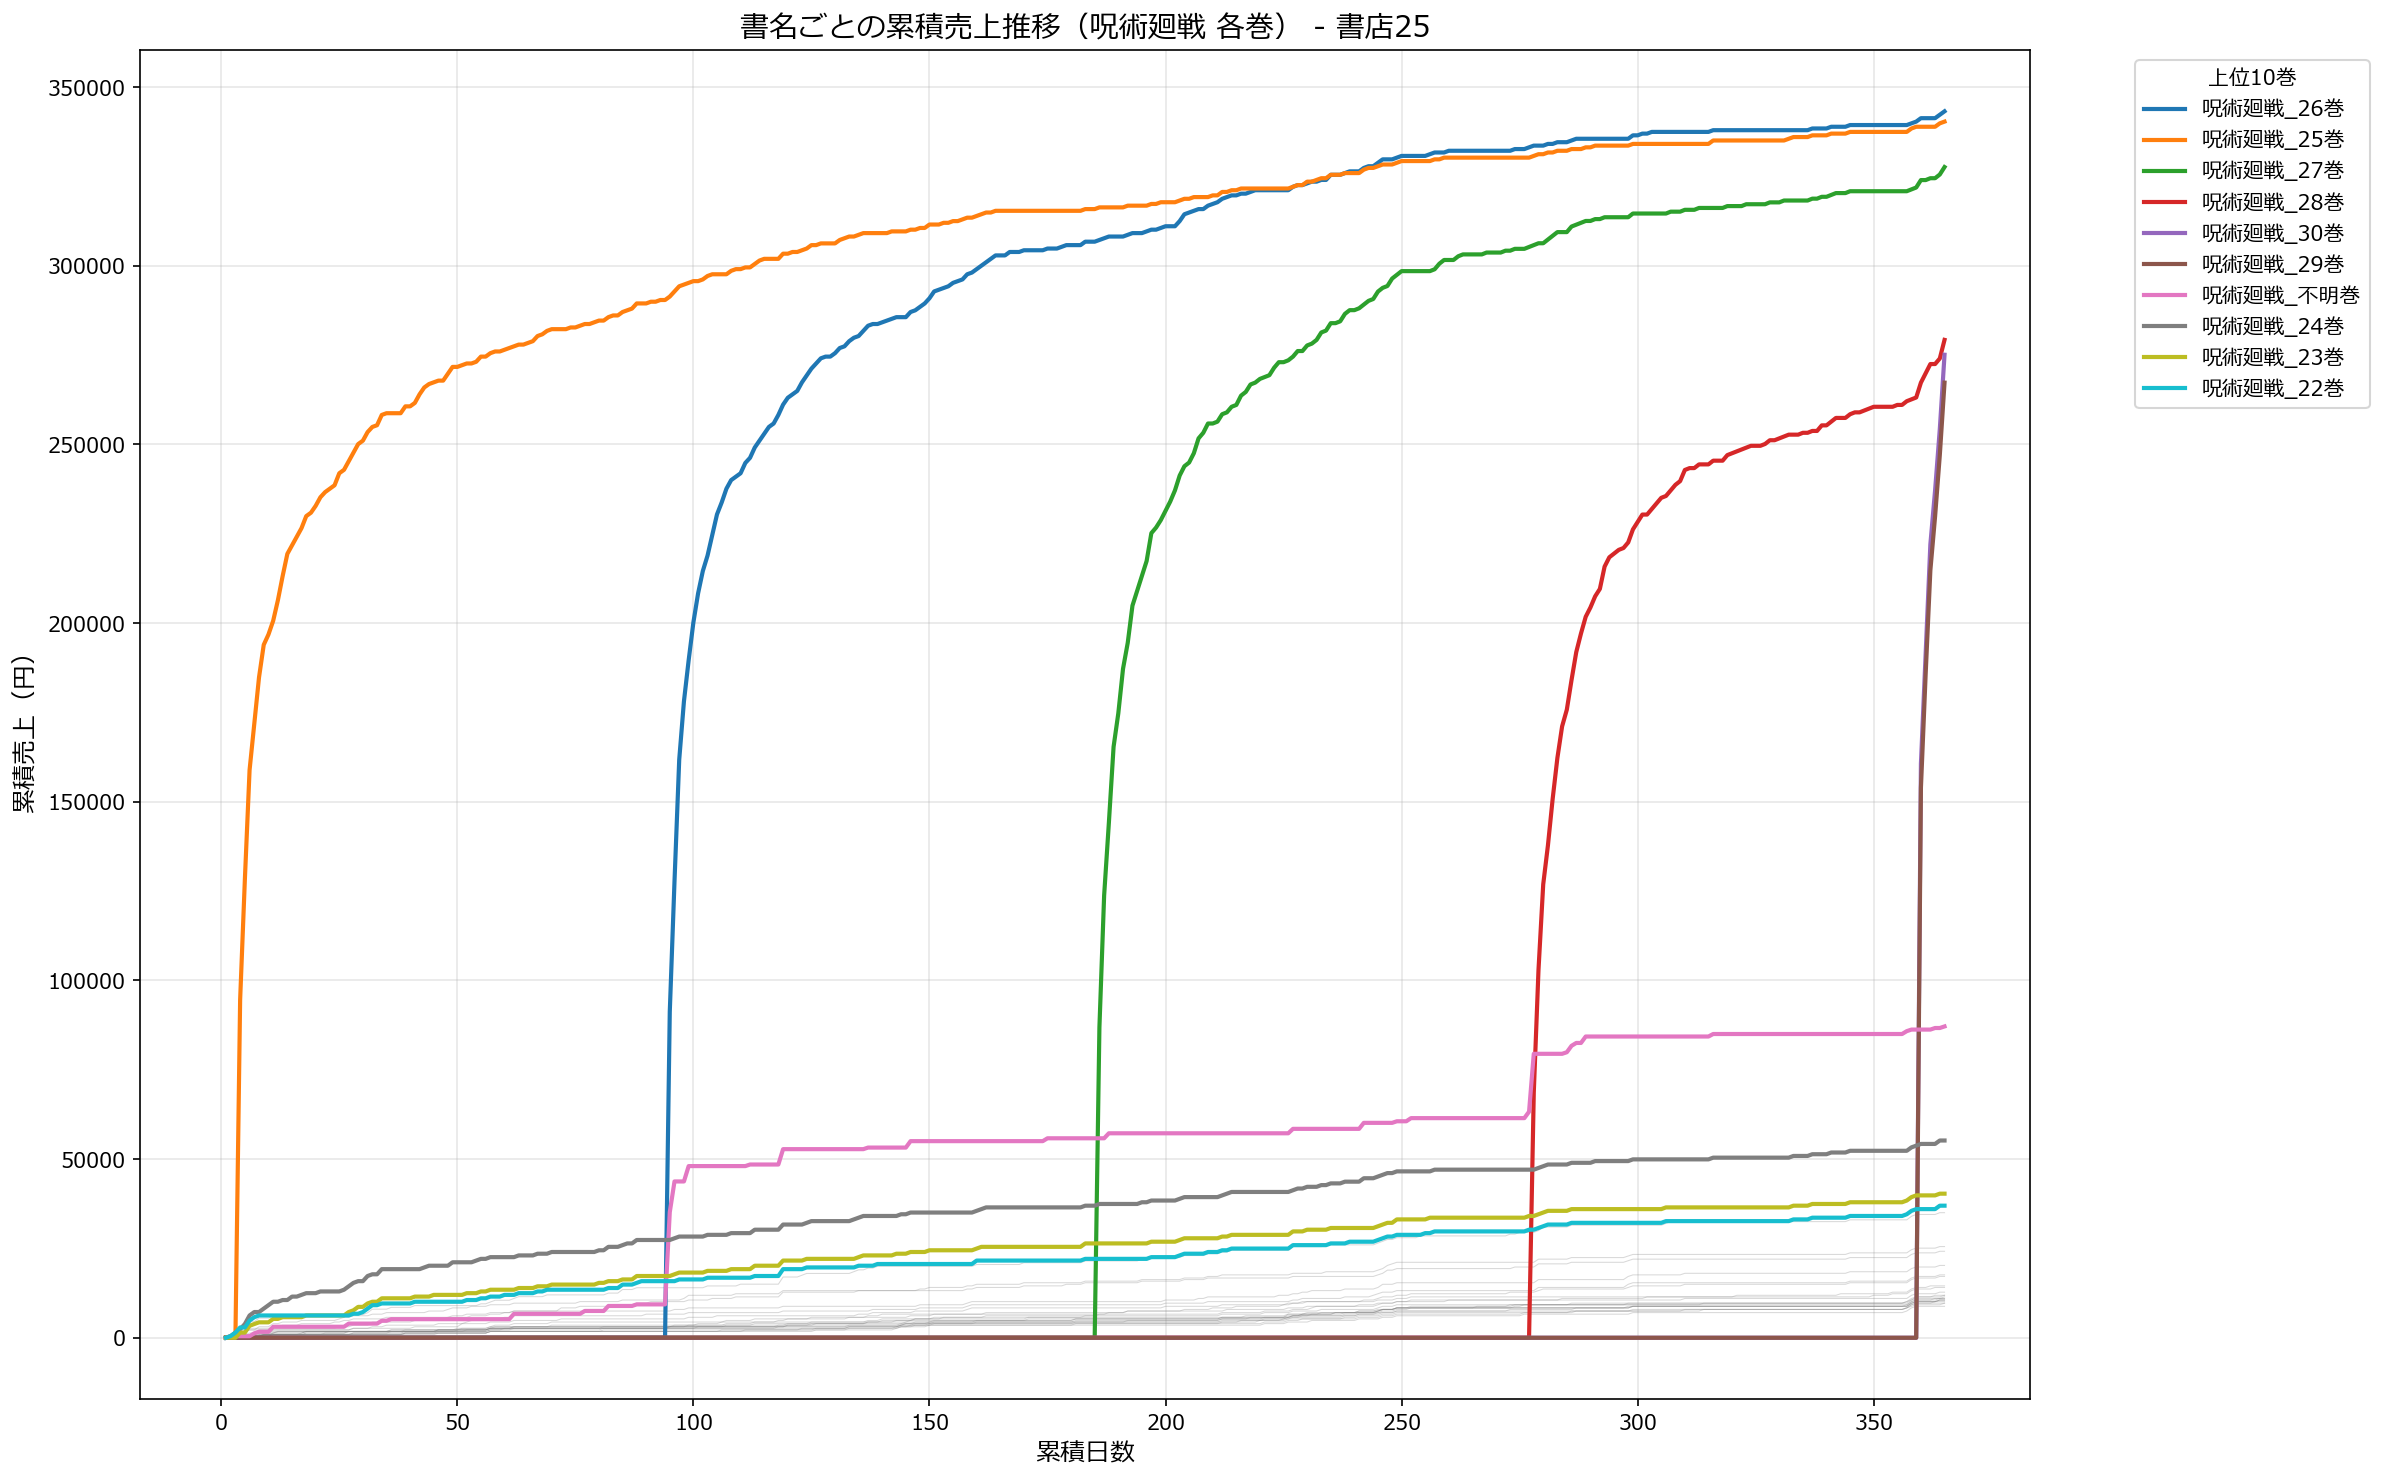 書名ごとの累積売上推移（呪術廻戦 各巻） - 書店25
350000
300000
250000
200000
150000
100000
50000
0
累積売上（円）
0 50 100 150 200 250 300 350
累積日数
上位10巻
呪術廻戦_26巻
呪術廻戦_25巻
呪術廻戦_27巻
呪術廻戦_28巻
呪術廻戦_30巻
呪術廻戦_29巻
呪術廻戦_不明巻
呪術廻戦_24巻
呪術廻戦_23巻
呪術廻戦_22巻